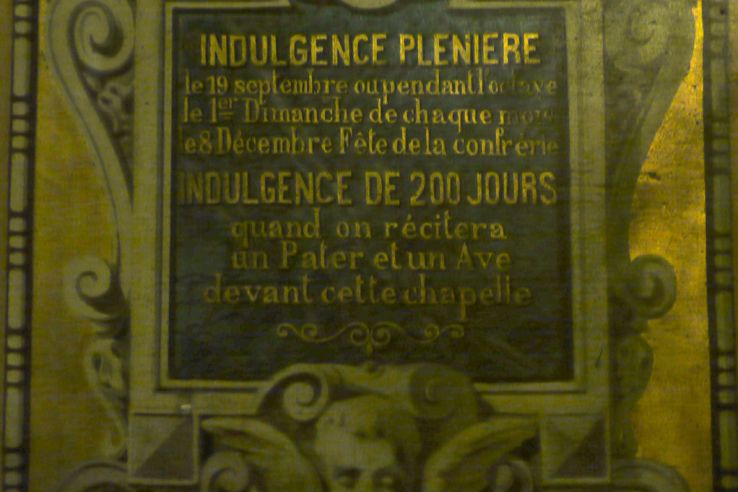 INDULGENCE PLENIERE
le 19 septembre ou pendant l'octave
le 1er Dimanche de chaque mois
le 8 Décembre Fête de la confrérie
INDULGENCE DE 200 JOURS
quand on récitera
un Pater et un Ave
devant cette chapelle